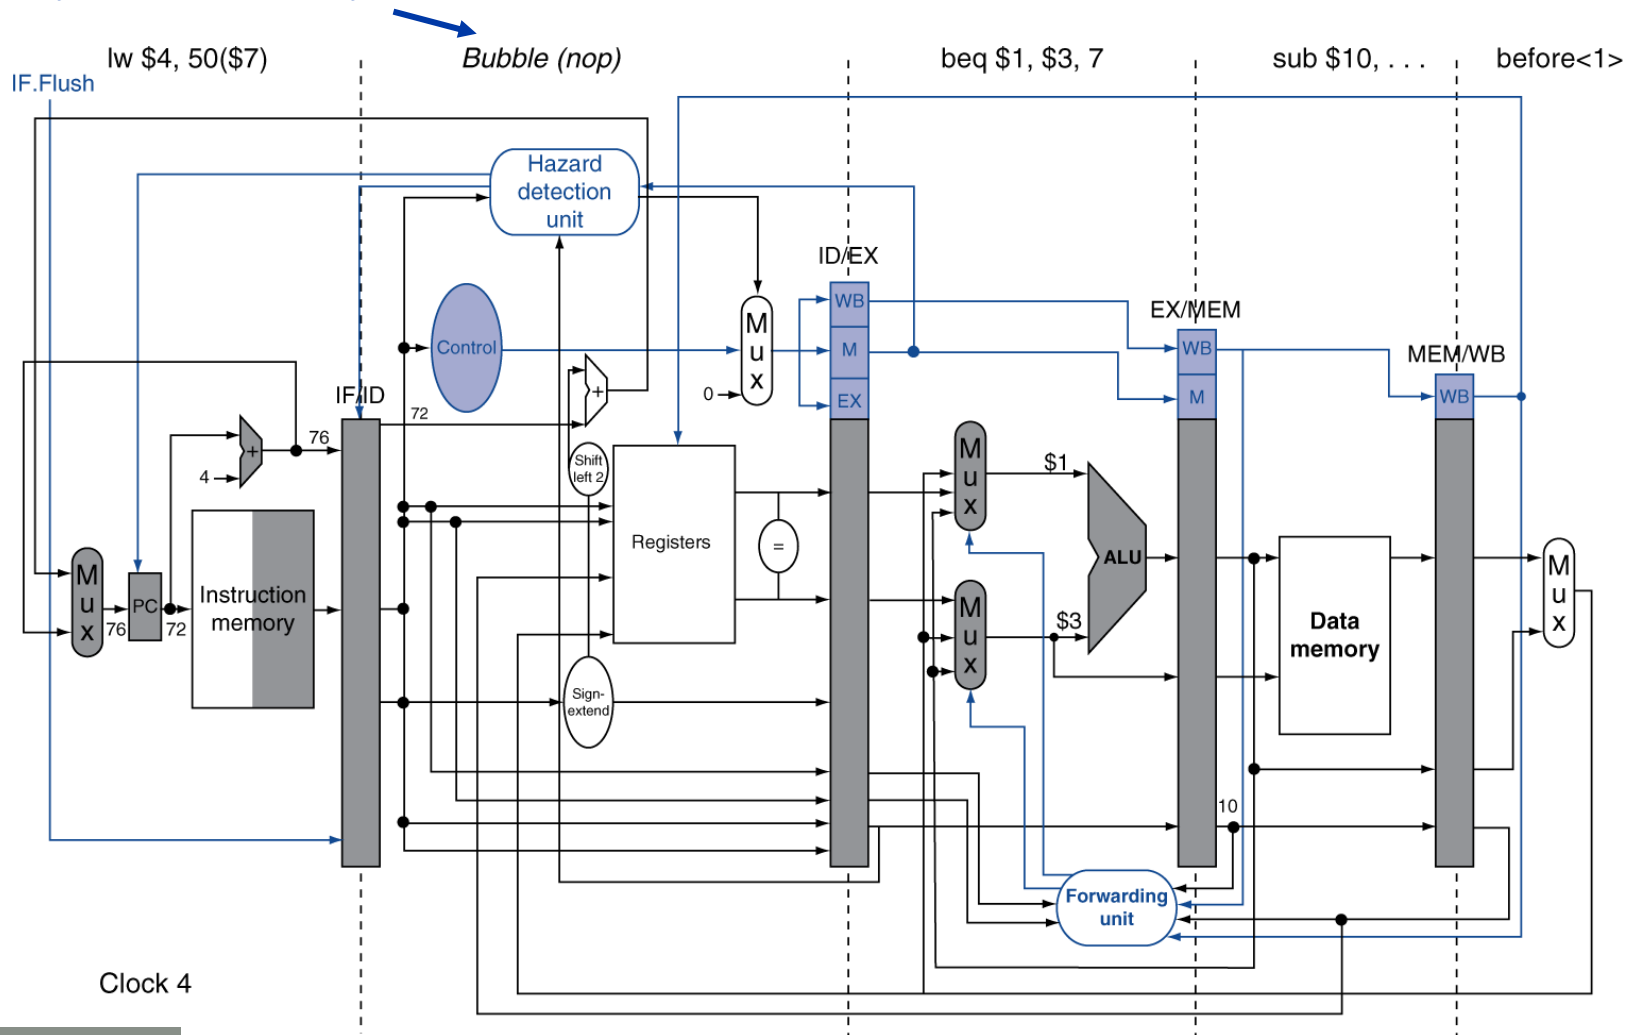 lw $4, 50($7)
Bubble (nop)
beq $1, $3, 7
sub $10, . . .
before<1>
IF.Flush
Hazard
detection
unit
ID/EX
WB
M
EX
EX/MEM
WB
M
MEM/WB
WB
Control
M
u
x
0
+
IF/ID
72
76
+
4
Shift
left 2
Registers
=
M
u
x
$1
ALU
M
u
x
PC
76
72
Instruction
memory
M
u
x
$3
Data
memory
M
u
x
Sign-
extend
10
Forwarding
unit
Clock 4